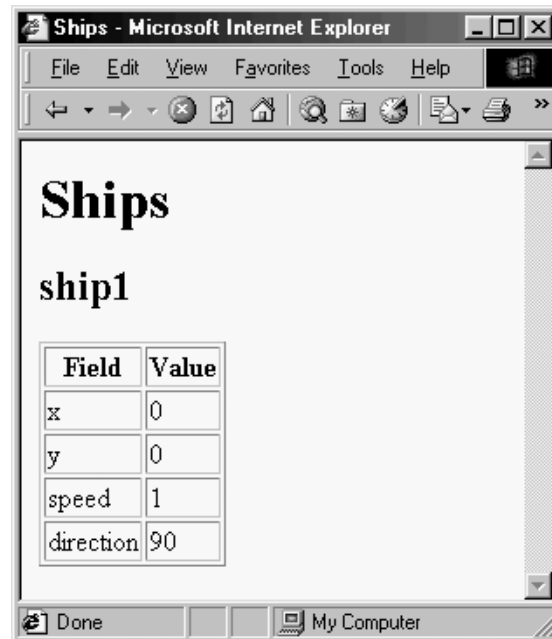 Ships - Microsoft Internet Explorer
File Edit View Favorites Tools Help
»
Ships
ship1
Field Value
x 0
y 0
speed 1
direction 90
Done My Computer